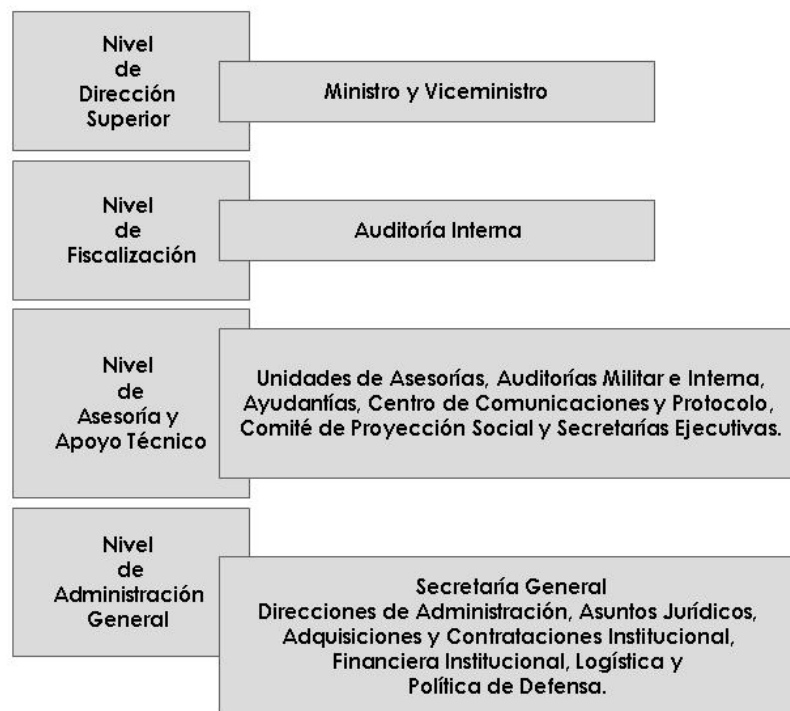 Nivel
de
Dirección
Superior
Ministro y Viceministro
Nivel
de
Fiscalización
Auditoría Interna
Nivel
de
Asesoría y
Apoyo Técnico
Unidades de Asesorías, Auditorías Militar e Interna,
Ayudantías, Centro de Comunicaciones y Protocolo,
Comité de Proyección Social y Secretarías Ejecutivas.
Nivel
de
Administración
General
Secretaría General
Direcciones de Administración, Asuntos Jurídicos,
Adquisiciones y Contrataciones Institucional,
Financiera Institucional, Logística y
Política de Defensa.